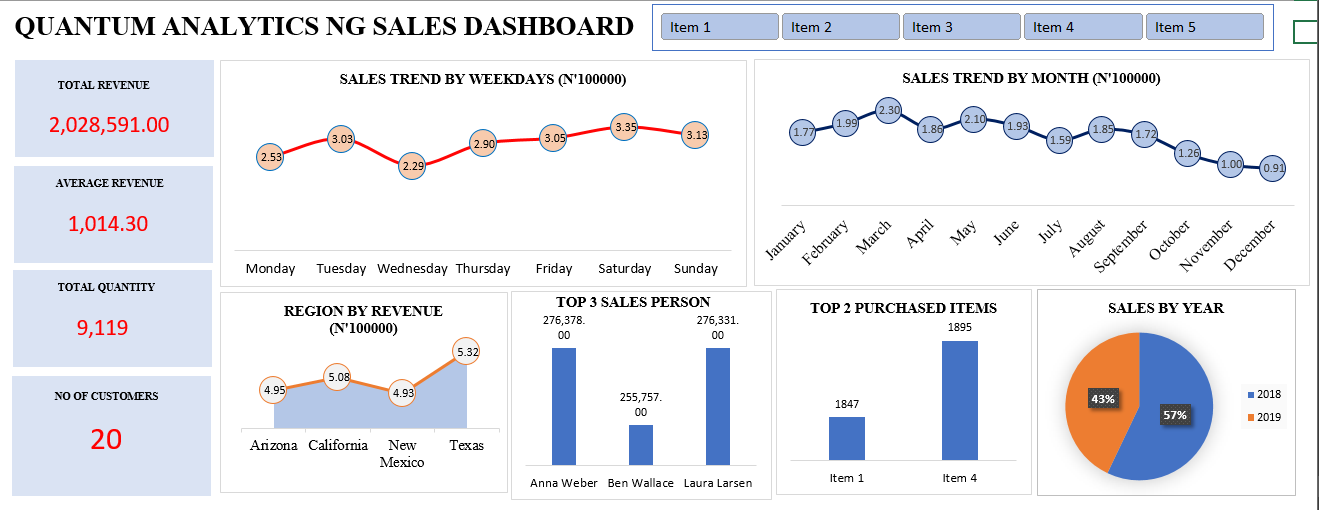 QUANTUM ANALYTICS NG SALES DASHBOARD
Item 1
Item 2
Item 3
Item 4
Item 5
TOTAL REVENUE
2,028,591.00
AVERAGE REVENUE
1,014.30
TOTAL QUANTITY
9,119
NO OF CUSTOMERS
20
SALES TREND BY WEEKDAYS (N'100000)
2.53
3.03
2.29
2.90
3.05
3.35
3.13
Monday
Tuesday
Wednesday
Thursday
Friday
Saturday
Sunday
SALES TREND BY MONTH (N'100000)
1.77
1.99
2.30
1.86
2.10
1.93
1.59
1.85
1.72
1.26
1.00
0.91
January
February
March
April
May
June
July
August
September
October
November
December
REGION BY REVENUE
(N'100000)
4.95
5.08
4.93
5.32
Arizona
California
New
Mexico
Texas
TOP 3 SALES PERSON
276,378.
00
255,757.
00
276,331.
00
Anna Weber
Ben Wallace
Laura Larsen
TOP 2 PURCHASED ITEMS
1847
1895
Item 1
Item 4
SALES BY YEAR
43%
57%
2018
2019